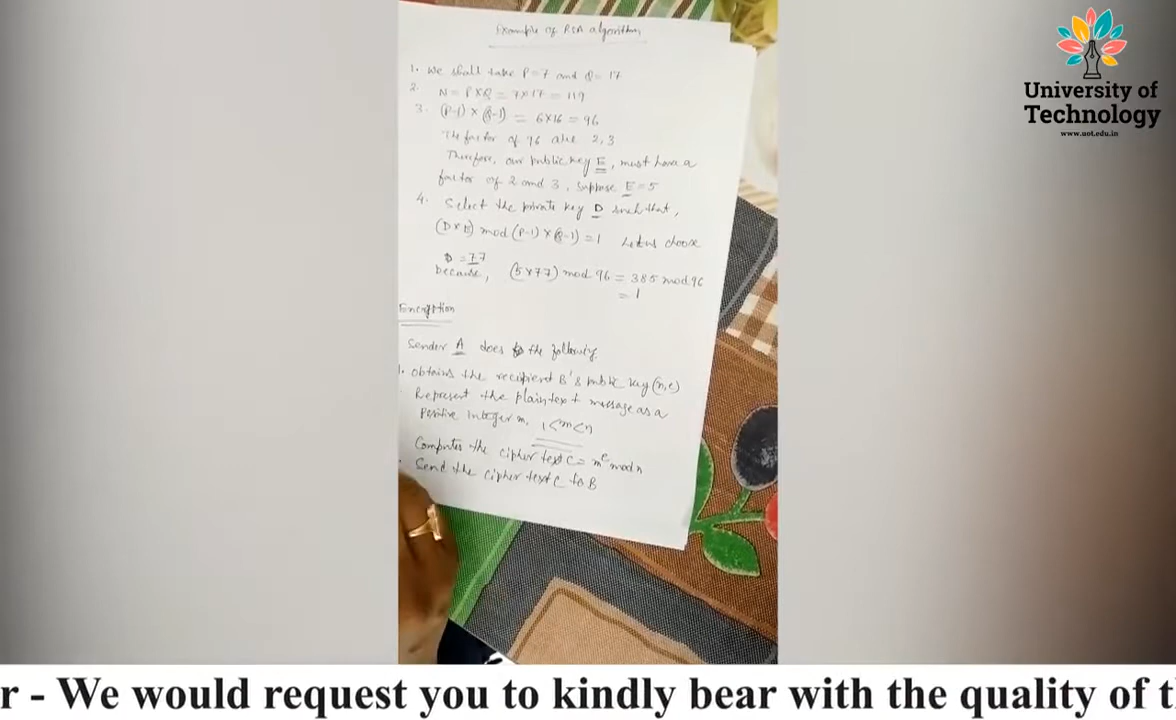 Example of RSA algorithm
1. We shall take P=7 and Q=17
2. N = P×Q = 7×17 = 119
3. (P-1) × (Q-1) = 6×16 = 96
The factor of 96 are 2,3
Therefore, our public key E, must have a
factor of 2 and 3, suppose E=5
4. Select the private key D such that,
(D×E) mod (P-1) × (Q-1) = 1 Let us choose
D = 77
because, (5×77) mod 96 = 385 mod 96
= 1
Encryption
Sender A does the following.
1. Obtains the recipient B's public key (n,e)
Represent the plaintext message as a
Positive integer m, 1<m<n
Computes the cipher text C = m^e mod n
Send the cipher text C to B
University of
Technology
www.uot.edu.in
r - We would request you to kindly bear with the quality of t